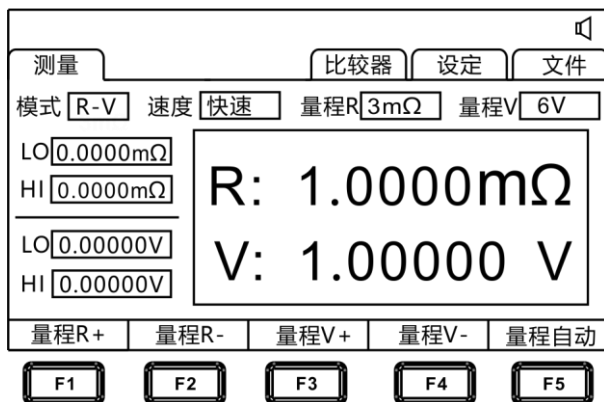 测量 比较器 设定 文件
模式 R-V 速度 快速 量程R 3mΩ 量程V 6V
LO 0.0000mΩ
HI 0.0000mΩ
R: 1.0000mΩ
LO 0.00000V
HI 0.00000V
V: 1.00000 V
量程R+ 量程R- 量程V+ 量程V- 量程自动
F1 F2 F3 F4 F5